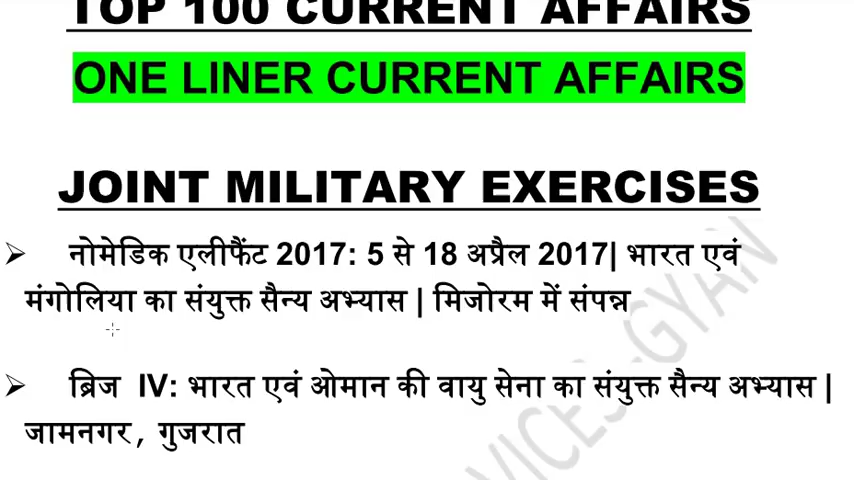 TOP 100 CURRENT AFFAIRS
ONE LINER CURRENT AFFAIRS
JOINT MILITARY EXERCISES
➢ नोमेडिक एलीफैंट 2017: 5 से 18 अप्रैल 2017| भारत एवं
मंगोलिया का संयुक्त सैन्य अभ्यास | मिजोरम में संपन्न
➢ ब्रिज IV: भारत एवं ओमान की वायु सेना का संयुक्त सैन्य अभ्यास |
जामनगर, गुजरात